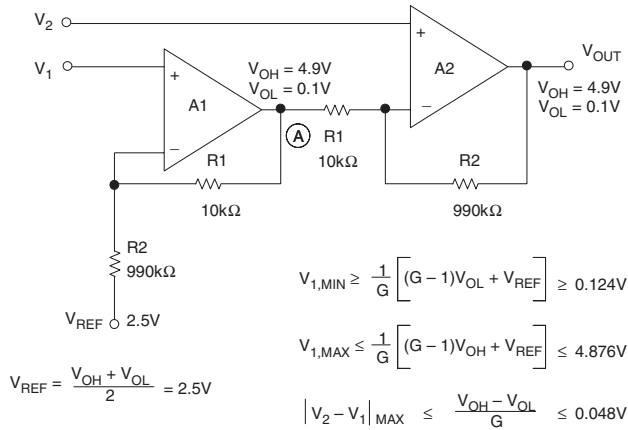 V2
V1
+
−
A1
VOH = 4.9V
VOL = 0.1V
A
R1
10kΩ
R1
10kΩ
R2
990kΩ
VREF
2.5V
+
−
A2
R2
990kΩ
VOUT
VOH = 4.9V
VOL = 0.1V
V1,MIN ≥ 1/G [(G − 1)VOL + VREF] ≥ 0.124V
V1,MAX ≤ 1/G [(G − 1)VOH + VREF] ≤ 4.876V
VREF = (VOH + VOL)/2 = 2.5V
|V2 − V1| MAX ≤ (VOH − VOL)/G ≤ 0.048V